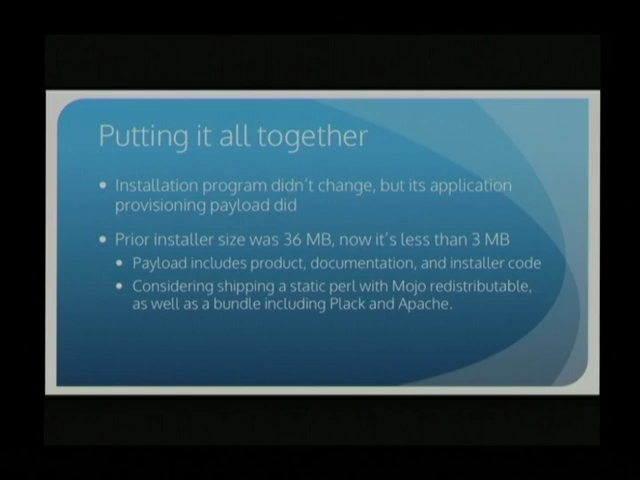 Putting it all together
• Installation program didn't change, but its application
provisioning payload did
• Prior installer size was 36 MB, now it's less than 3 MB
• Payload includes product, documentation, and installer code
• Considering shipping a static perl with Mojo redistributable,
as well as a bundle including Plack and Apache.